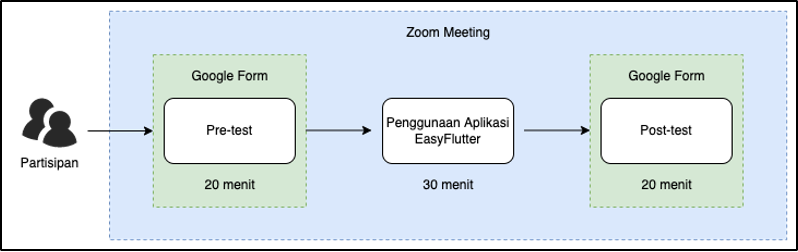 Zoom Meeting
Google Form
Google Form
Pre-test
Penggunaan Aplikasi
EasyFlutter
Post-test
Partisipan
20 menit
30 menit
20 menit